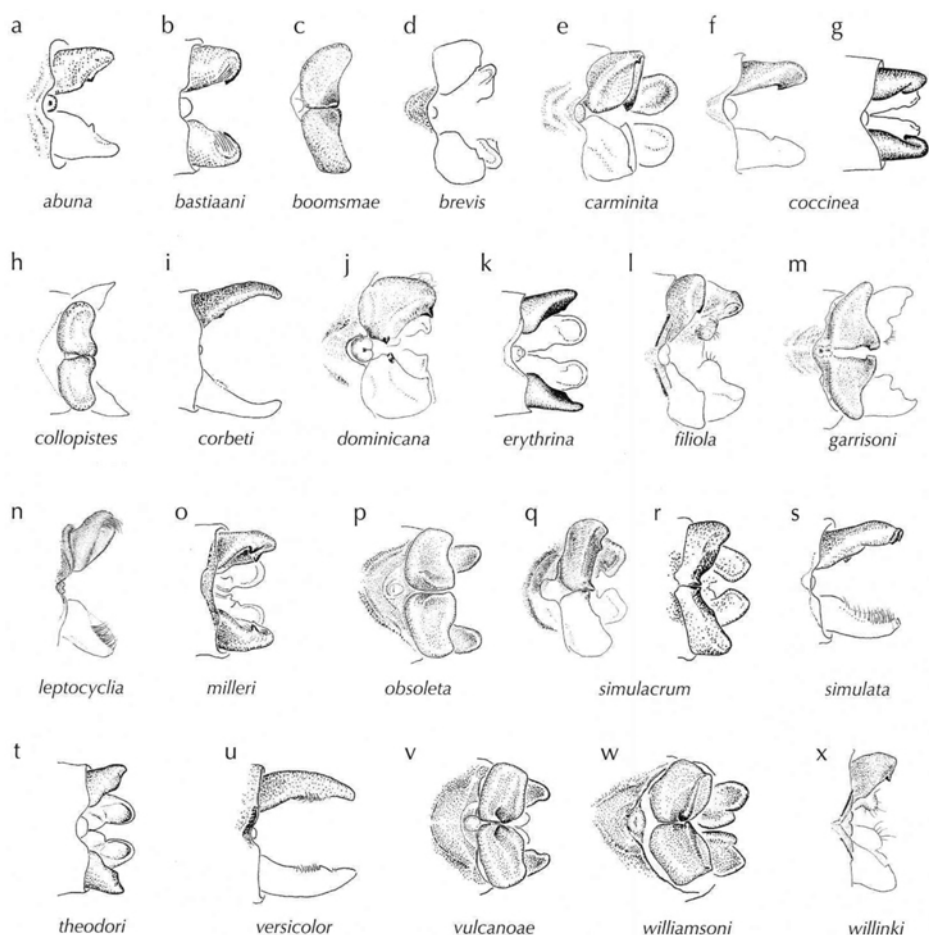 a b c d e f g
abuna bastiaani boomsmae brevis carminita coccinea
h i j k l m
collopistes corbeti dominicana erythrina filiola garrisoni
n o p q r s
leptocyclia milleri obsoleta simulacrum simulata
t u v w x
theodori versicolor vulcanoae williamsoni willinki